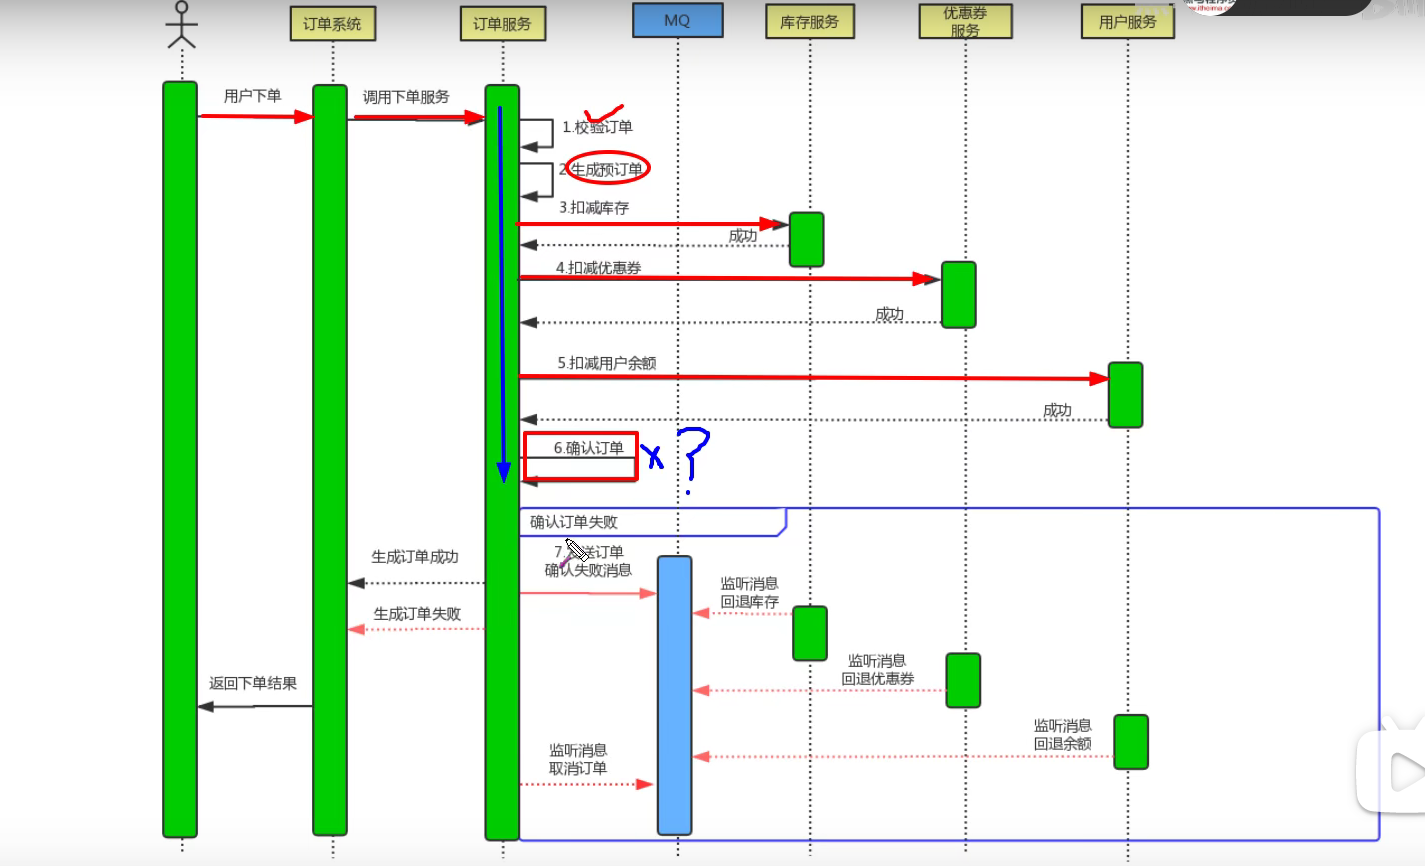 订单系统
订单服务
MQ
库存服务
优惠券
服务
用户服务
www.itheima.com
用户下单
调用下单服务
1.校验订单
2.生成预订单
3.扣减库存
成功
4.扣减优惠券
成功
5.扣减用户余额
成功
6.确认订单
?
确认订单失败
生成订单成功
7.送订单
确认失败消息
监听消息
回退库存
生成订单失败
监听消息
回退优惠券
返回下单结果
监听消息
回退余额
监听消息
取消订单